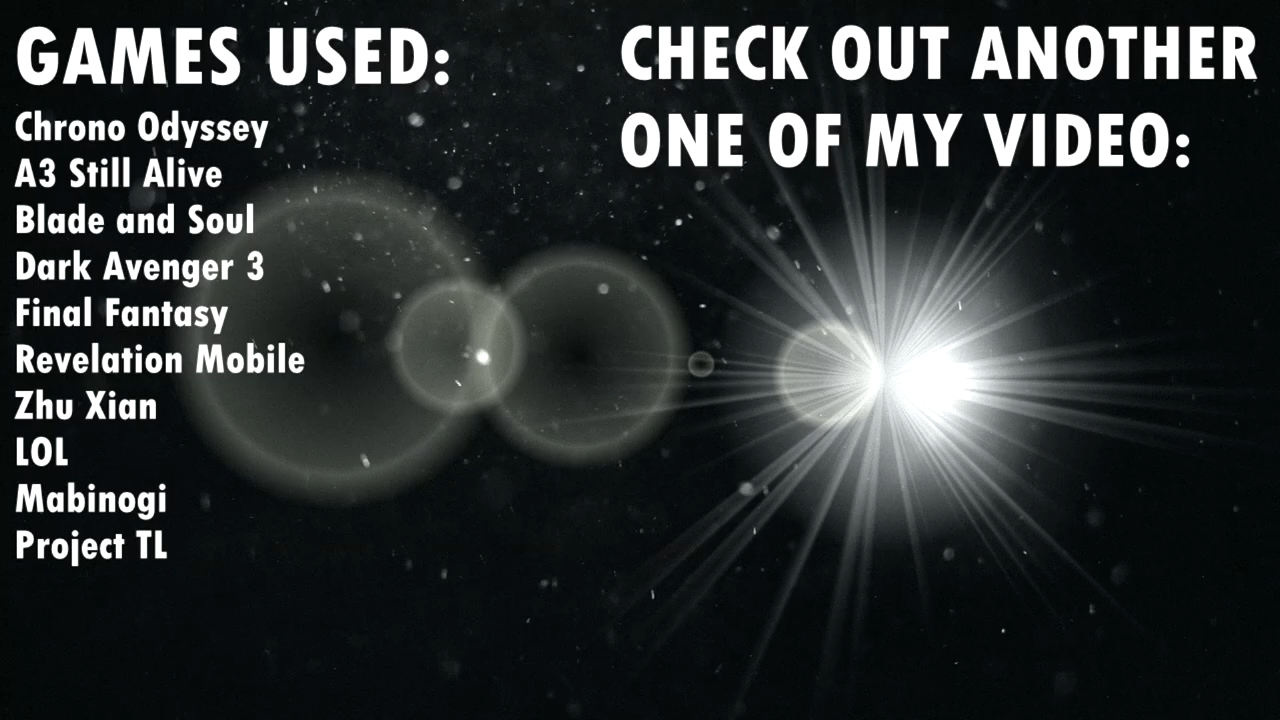 GAMES USED:
Chrono Odyssey
A3 Still Alive
Blade and Soul
Dark Avenger 3
Final Fantasy
Revelation Mobile
Zhu Xian
LOL
Mabinogi
Project TL
CHECK OUT ANOTHER
ONE OF MY VIDEO: